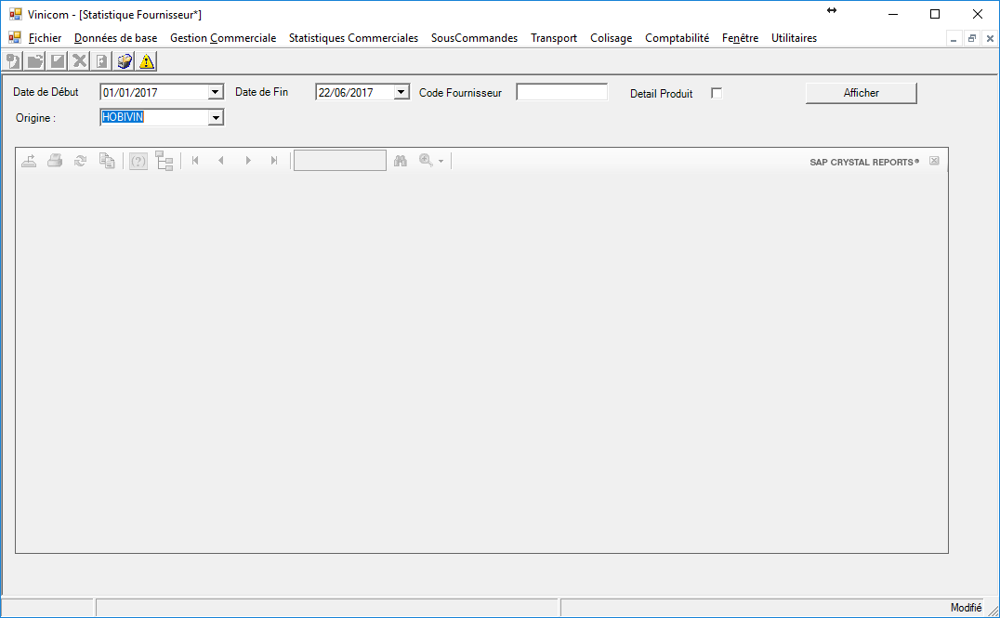 Vinicom - [Statistique Fournisseur*]
Fichier Données de base Gestion Commerciale Statistiques Commerciales SousCommandes Transport Colisage Comptabilité Fenêtre Utilitaires
Date de Début 01/01/2017 Date de Fin 22/06/2017 Code Fournisseur Detail Produit Afficher
Origine : HOBIVIN
SAP CRYSTAL REPORTS®
Modifié